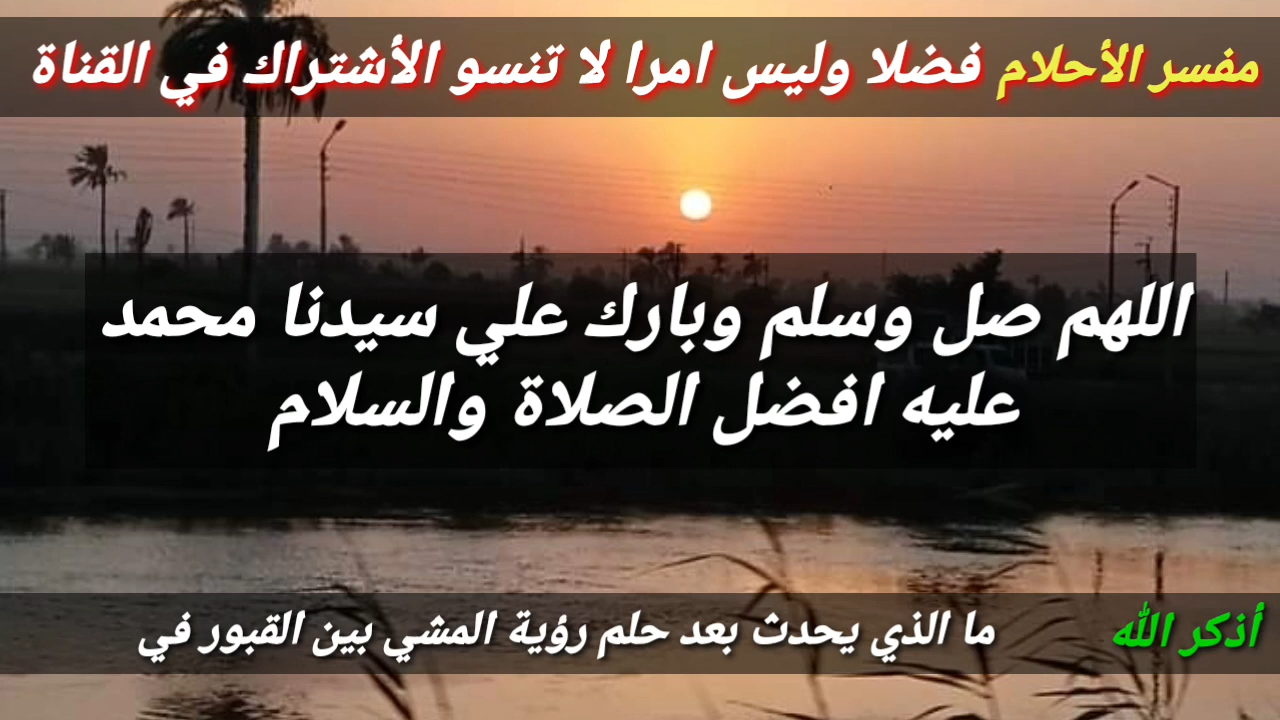 مفسر الأحلام فضلا وليس امرا لا تنسو الأشتراك في القناة
اللهم صل وسلم وبارك علي سيدنا محمد
عليه افضل الصلاة والسلام
أذكر الله ما الذي يحدث بعد حلم رؤية المشي بين القبور في